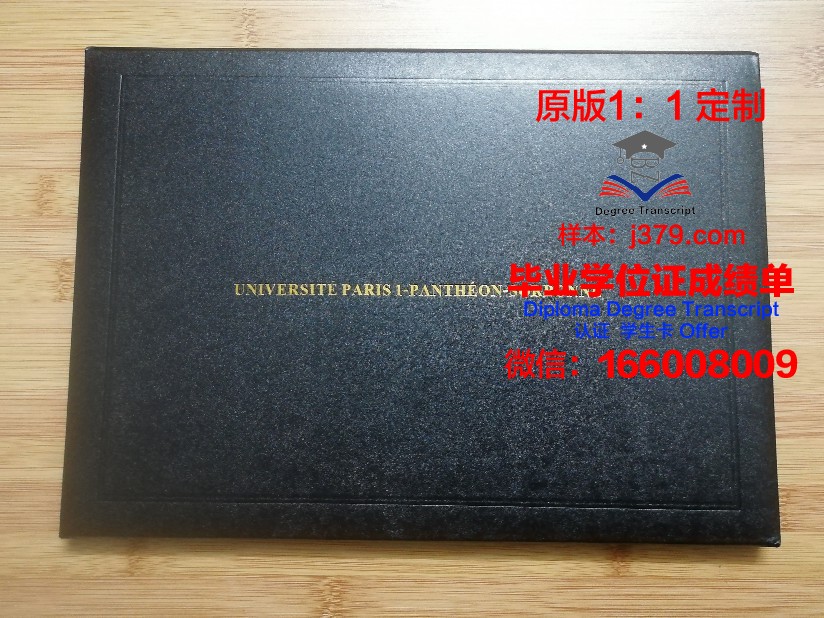 原版1：1 定制
BZ
Degree Transcript
样本：j379.com
毕业学位证成绩单
UNIVERSITE PARIS 1-PANTHÉON-
Diploma Degree Transcript
认证 学生卡 Offer
微信：166008009